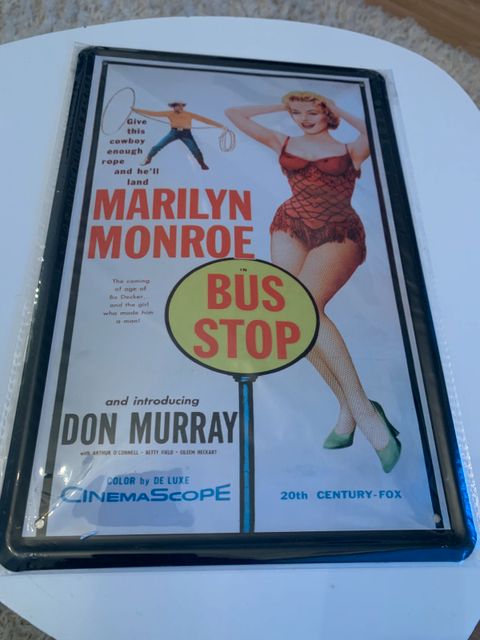 Give
this
cowboy
enough
rope
and he'll
land
MARILYN
MONROE
IN
BUS
STOP
The coming
of age of
Bo Decker...
and the girl
who made him
a man!
and introducing
DON MURRAY
with ARTHUR O'CONNELL • BETTY FIELD • EILEEN HECKART
COLOR by DE LUXE
CINEMASCOPE
20th CENTURY-FOX